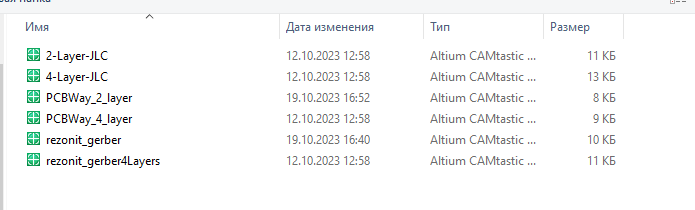 Имя Дата изменения Тип Размер
2-Layer-JLC 12.10.2023 12:58 Altium CAMtastic ... 11 КБ
4-Layer-JLC 12.10.2023 12:58 Altium CAMtastic ... 13 КБ
PCBWay_2_layer 19.10.2023 16:52 Altium CAMtastic ... 8 КБ
PCBWay_4_layer 12.10.2023 12:58 Altium CAMtastic ... 9 КБ
rezonit_gerber 19.10.2023 16:40 Altium CAMtastic ... 10 КБ
rezonit_gerber4Layers 12.10.2023 12:58 Altium CAMtastic ... 11 КБ